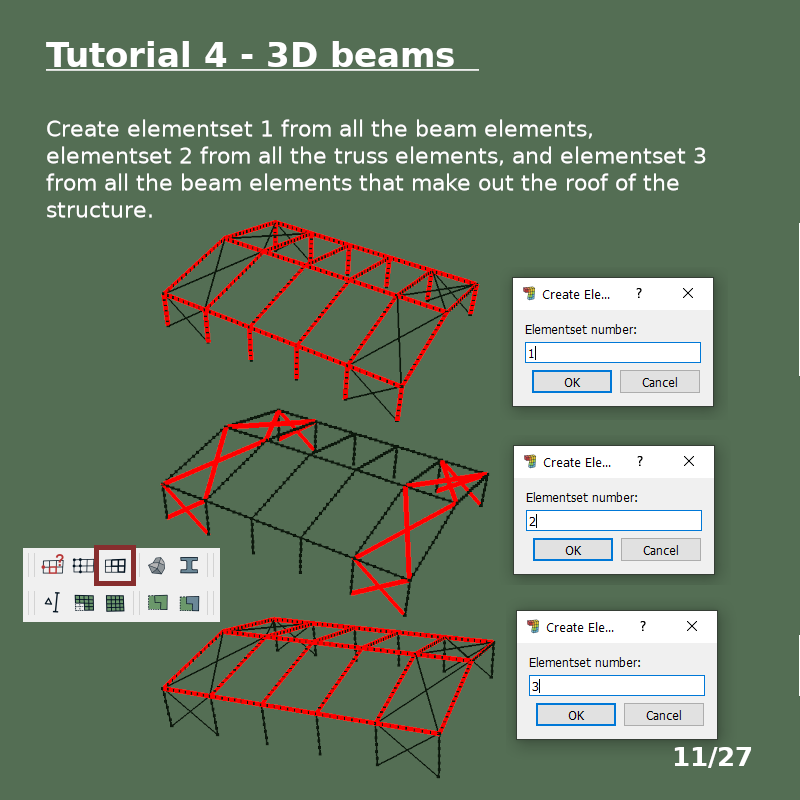 Tutorial 4 - 3D beams
Create elementset 1 from all the beam elements,
elementset 2 from all the truss elements, and elementset 3
from all the beam elements that make out the roof of the
structure.
Create Ele... ?
Elementset number:
1
OK Cancel
Create Ele... ?
Elementset number:
2
OK Cancel
Create Ele... ?
Elementset number:
3
OK Cancel
11/27